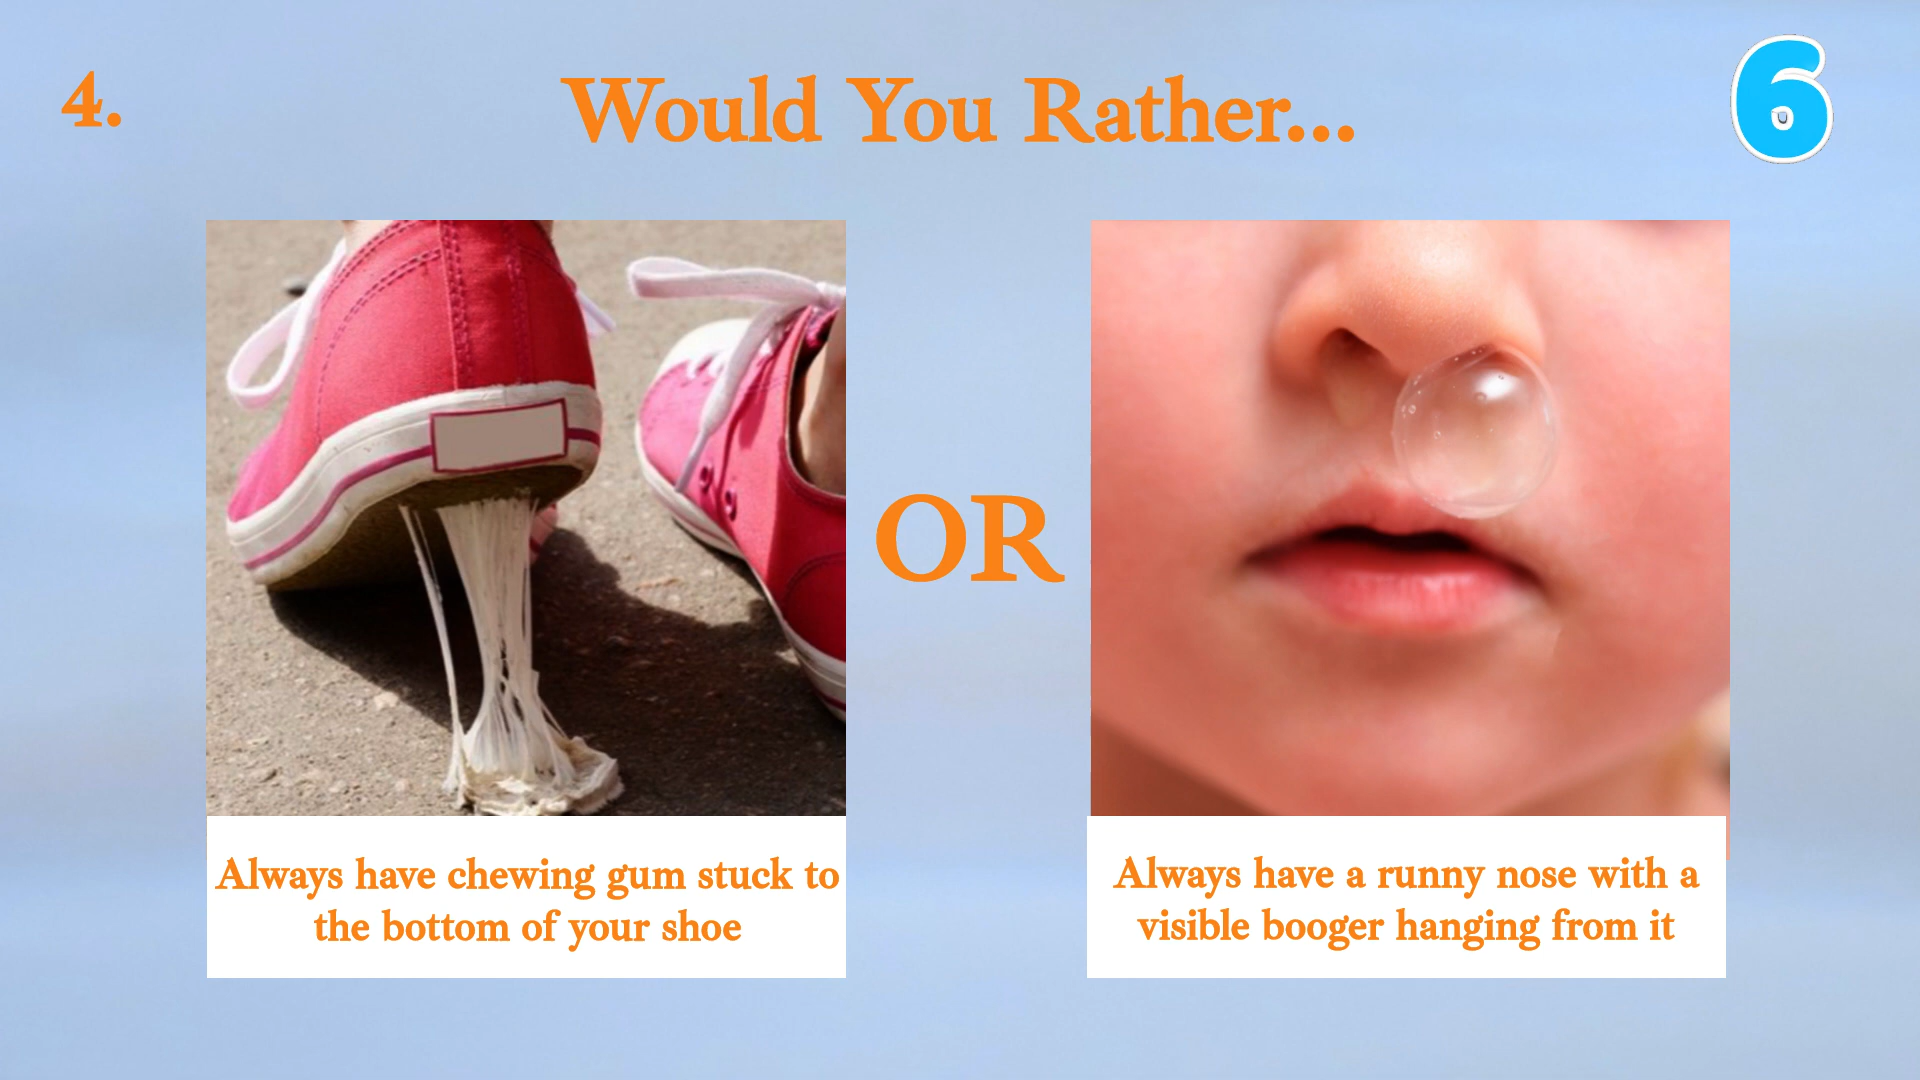 4.
Would You Rather...
6
OR
Always have chewing gum stuck to
the bottom of your shoe
Always have a runny nose with a
visible booger hanging from it